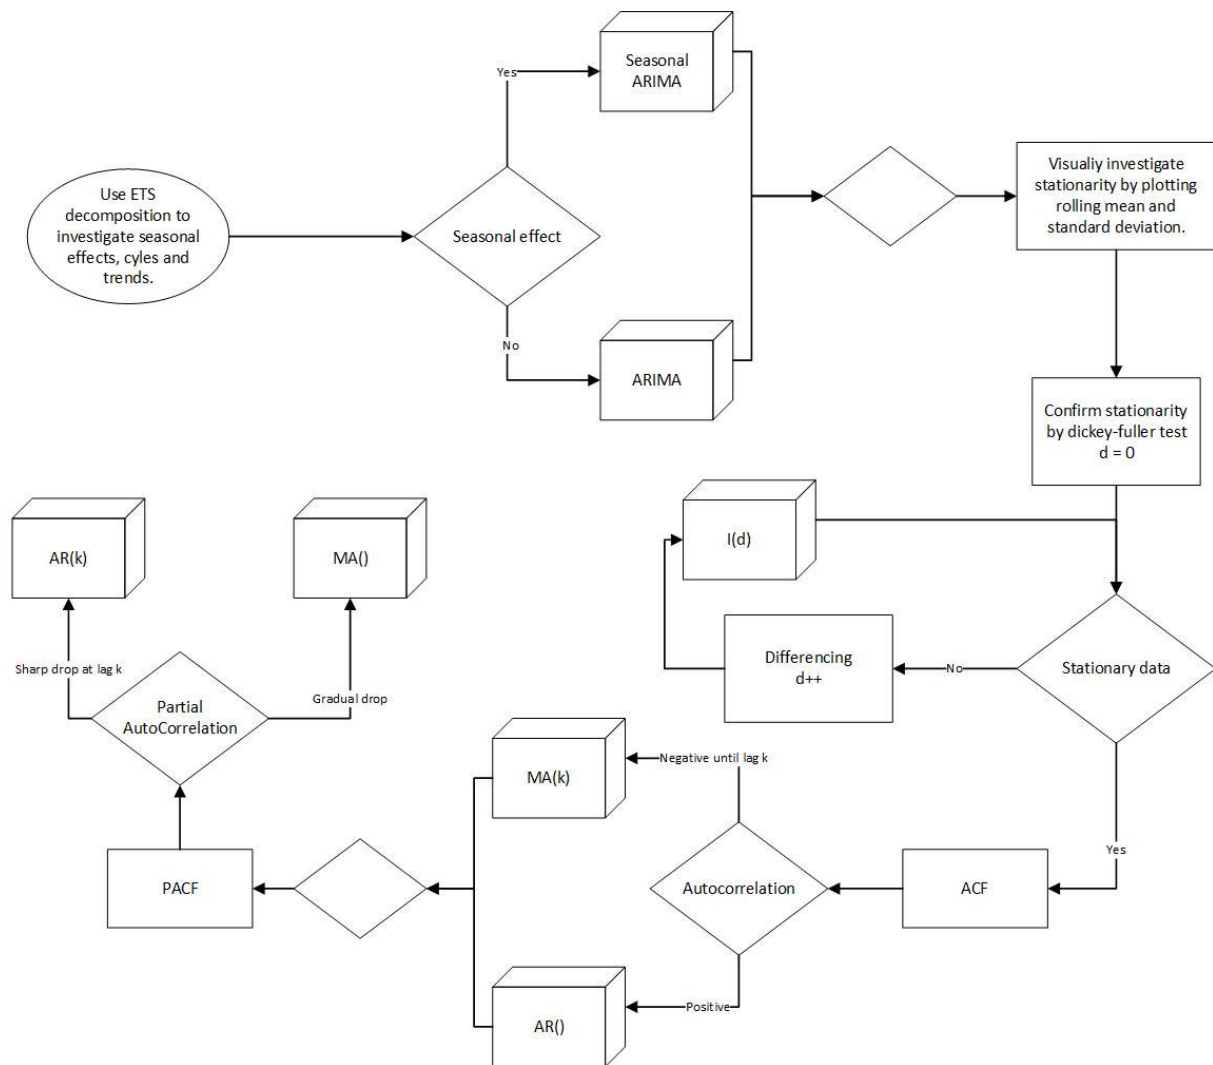 Use ETS
decomposition to
investigate seasonal
effects, cyles and
trends.
Seasonal effect
Yes
Seasonal
ARIMA
No
ARIMA
Visualiy investigate
stationarity by plotting
rolling mean and
standard deviation.
Confirm stationarity
by dickey-fuller test
d = 0
I(d)
Differencing
d++
No
Stationary data
Yes
ACF
Autocorrelation
Negative until lag k
MA(k)
Positive
AR()
PACF
Partial
AutoCorrelation
Sharp drop at lag k
AR(k)
Gradual drop
MA()